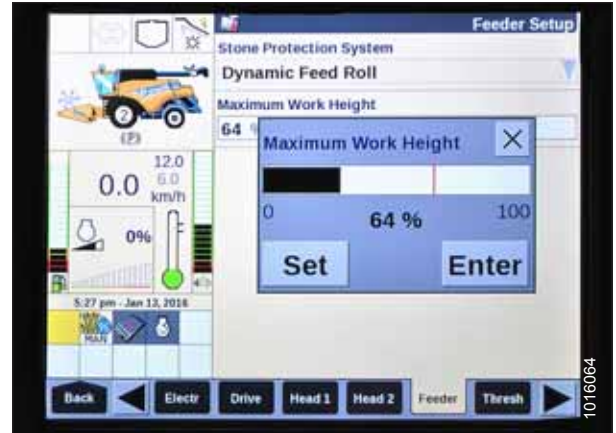 Feeder Setup
Stone Protection System
Dynamic Feed Roll
Maximum Work Height
64 %
Maximum Work Height
0
64 %
100
Set
Enter
2
(P)
12.0
0.0
6.0
km/h
F
0%
5:27 pm - Jan 13, 2016
MAN
Back
Electr
Drive
Head 1
Head 2
Feeder
Thresh
1016064